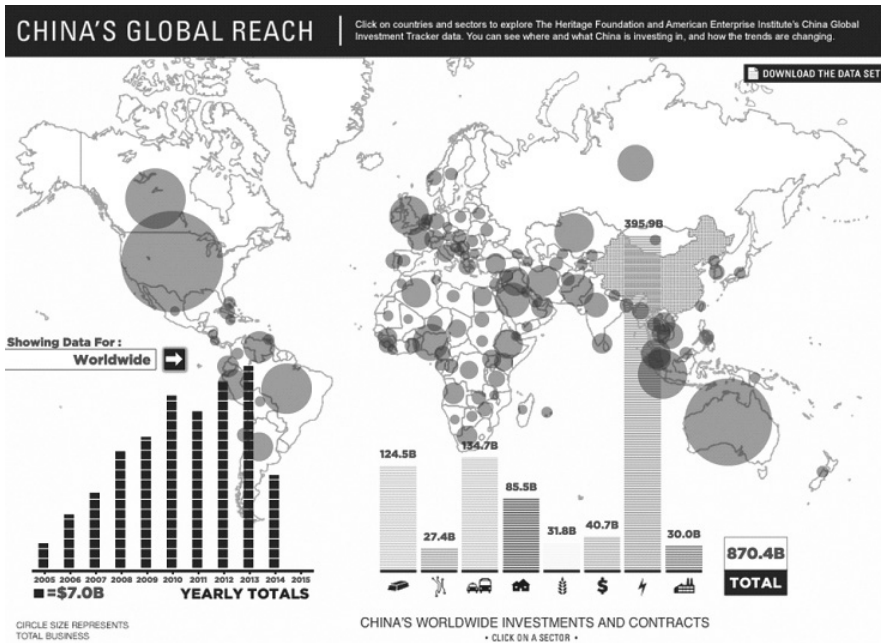 CHINA'S GLOBAL REACH
Click on countries and sectors to explore The Heritage Foundation and American Enterprise Institute's China Global
Investment Tracker data. You can see where and what China is investing in, and how the trends are changing.
DOWNLOAD THE DATA SET
395.9B
Showing Data For :
Worldwide
124.5B
27.4B
134.7B
85.5B
31.8B
40.7B
30.0B
870.4B
TOTAL
$
2005 2006 2007 2008 2009 2010 2011 2012 2013 2014 2015
=$7.0B
YEARLY TOTALS
CIRCLE SIZE REPRESENTS
TOTAL BUSINESS
CHINA'S WORLDWIDE INVESTMENTS AND CONTRACTS
• CLICK ON A SECTOR •